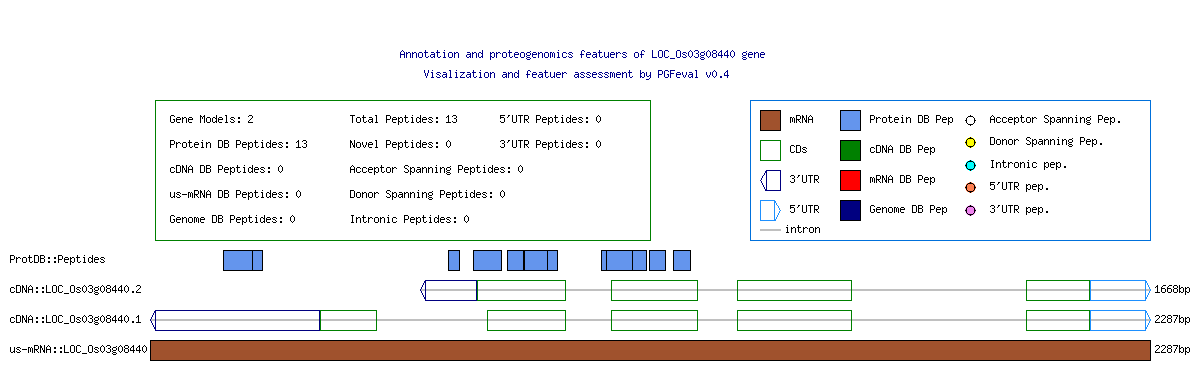 Annotation and proteogenomics featuers of LOC_Os03g08440 gene
Visalization and featuer assessment by PGFeval v0.4
Gene Models: 2 Total Peptides: 13 5'UTR Peptides: 0
Protein DB Peptides: 13 Novel Peptides: 0 3'UTR Peptides: 0
cDNA DB Peptides: 0 Acceptor Spanning Peptides: 0
us-mRNA DB Peptides: 0 Donor Spanning Peptides: 0
Genome DB Peptides: 0 Intronic Peptides: 0
mRNA Protein DB Pep Acceptor Spanning Pep.
CDs cDNA DB Pep Donor Spanning Pep.
3'UTR mRNA DB Pep Intronic pep.
5'UTR Genome DB Pep 5'UTR pep.
intron 3'UTR pep.
ProtDB::Peptides
cDNA::LOC_Os03g08440.2 1668bp
cDNA::LOC_Os03g08440.1 2287bp
us-mRNA::LOC_Os03g08440 2287bp